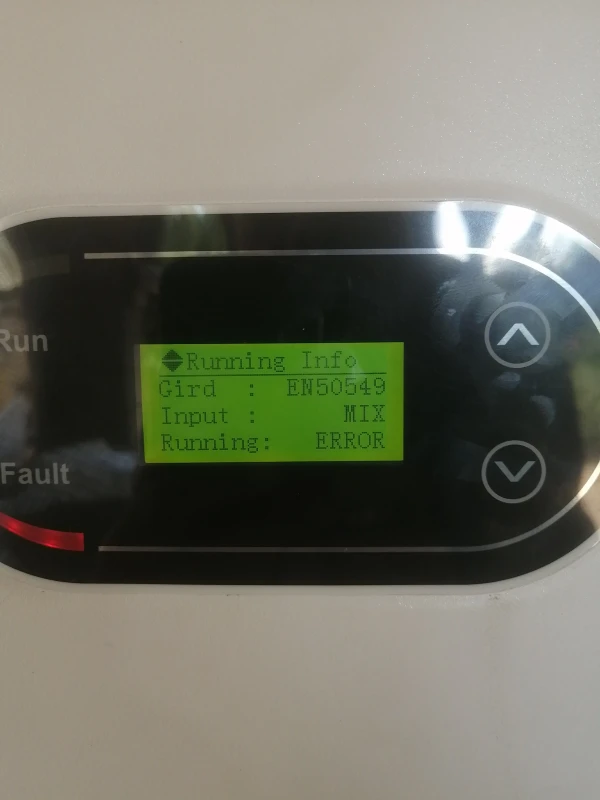 Run
Running Info
Gird : EN50549
Input : MIX
Running: ERROR
Fault